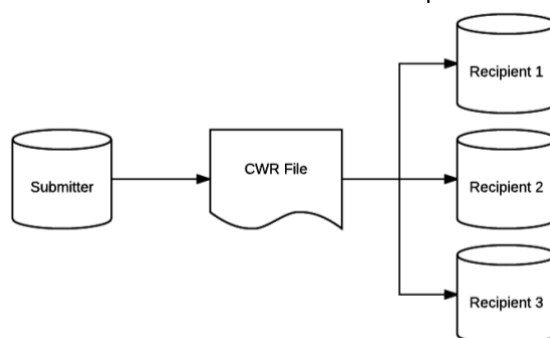 Recipient 1
Submitter
CWR File
Recipient 2
Recipient 3